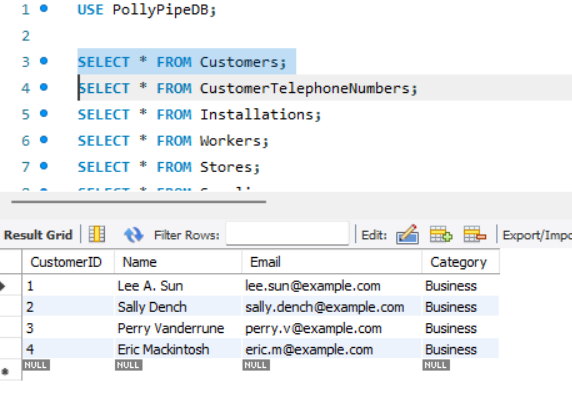 1 USE PollyPipeDB;
2
3 SELECT * FROM Customers;
4 SELECT * FROM CustomerTelephoneNumbers;
5 SELECT * FROM Installations;
6 SELECT * FROM Workers;
7 SELECT * FROM Stores;
SELECT * FROM
Result Grid Filter Rows: Edit: Export/Impo
CustomerID Name Email Category
1 Lee A. Sun lee.sun@example.com Business
2 Sally Dench sally.dench@example.com Business
3 Perry Vanderrune perry.v@example.com Business
4 Eric Mackintosh eric.m@example.com Business
NULL NULL NULL NULL